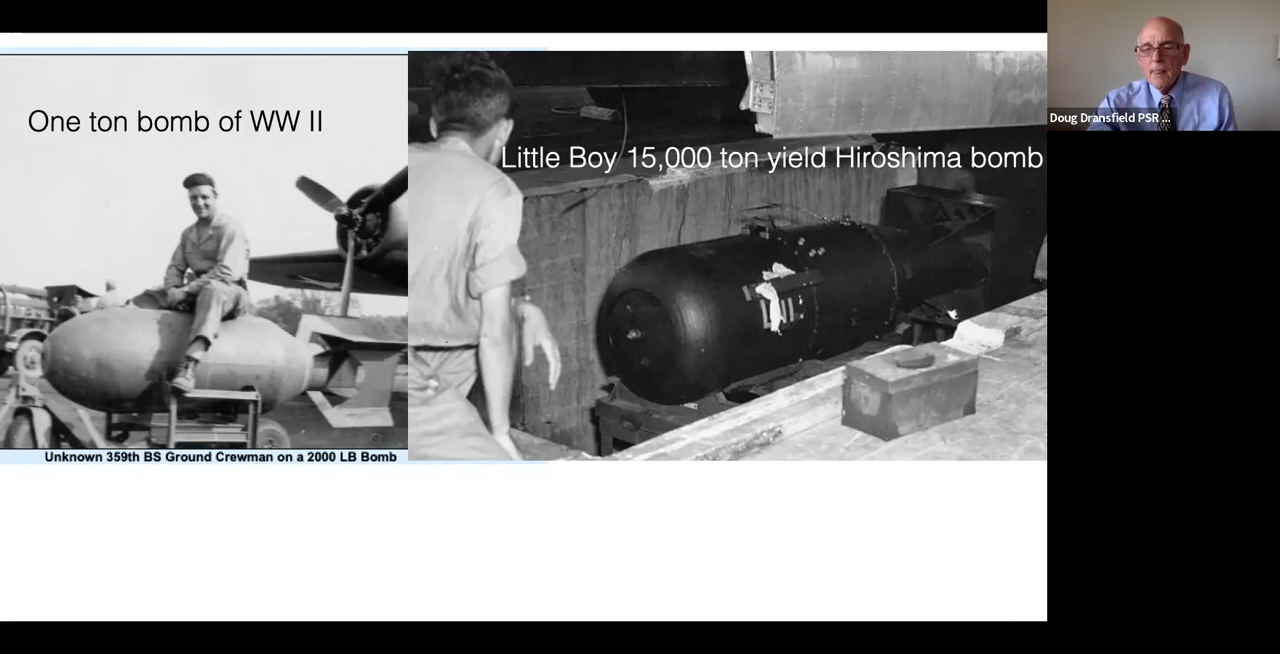 One ton bomb of WW II
Little Boy 15,000 ton yield Hiroshima bomb
Unknown 359th BS Ground Crewman on a 2000 LB Bomb
Doug Dransfield PSR ...